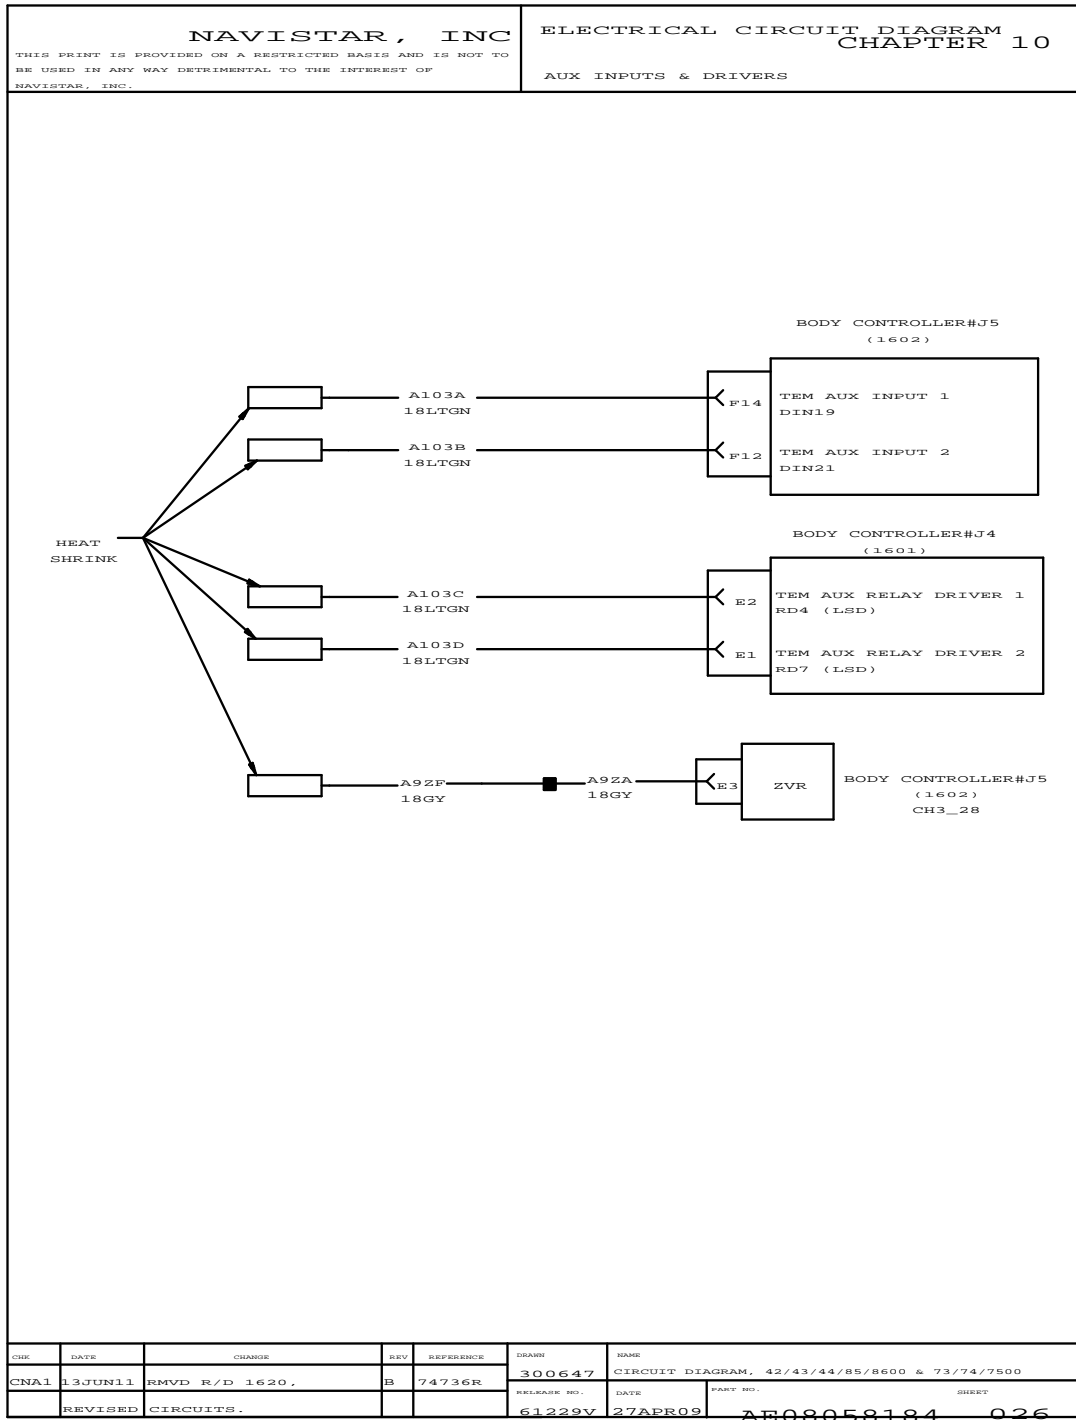 NAVISTAR, INC
THIS PRINT IS PROVIDED ON A RESTRICTED BASIS AND IS NOT TO
BE USED IN ANY WAY DETRIMENTAL TO THE INTEREST OF
NAVISTAR, INC.
ELECTRICAL CIRCUIT DIAGRAM
CHAPTER 10
AUX INPUTS & DRIVERS
BODY CONTROLLER#J5
(1602)
A103A
18LTGN
F14
TEM AUX INPUT 1
DIN19
A103B
18LTGN
F12
TEM AUX INPUT 2
DIN21
HEAT
SHRINK
BODY CONTROLLER#J4
(1601)
A103C
18LTGN
E2
TEM AUX RELAY DRIVER 1
RD4 (LSD)
A103D
18LTGN
E1
TEM AUX RELAY DRIVER 2
RD7 (LSD)
A9ZF
18GY
A9ZA
18GY
E3
ZVR
BODY CONTROLLER#J5
(1602)
CH3_28
CHK DATE CHANGE REV REFERENCE
CNA1 13JUN11 RMVD R/D 1620, B 74736R
REVISED CIRCUITS.
DRAWN
300647
NAME
CIRCUIT DIAGRAM, 42/43/44/85/8600 & 73/74/7500
RELEASE NO.
61229V
DATE
27APR09
PART NO.
AE08058184
SHEET
026